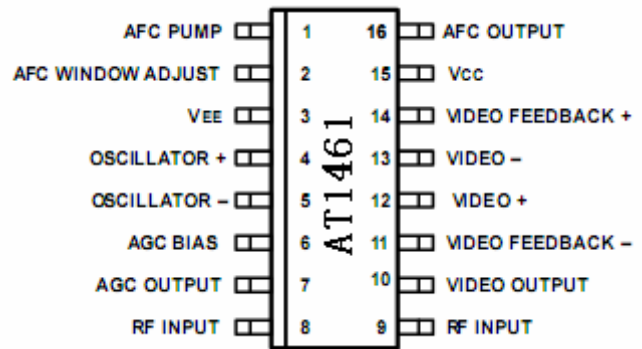 AFC PUMP 1 16 AFC OUTPUT
AFC WINDOW ADJUST 2 15 VCC
VEE 3 14 VIDEO FEEDBACK +
OSCILLATOR + 4 13 VIDEO –
OSCILLATOR – 5 12 VIDEO +
AGC BIAS 6 11 VIDEO FEEDBACK –
AGC OUTPUT 7 10 VIDEO OUTPUT
RF INPUT 8 9 RF INPUT
AT1461